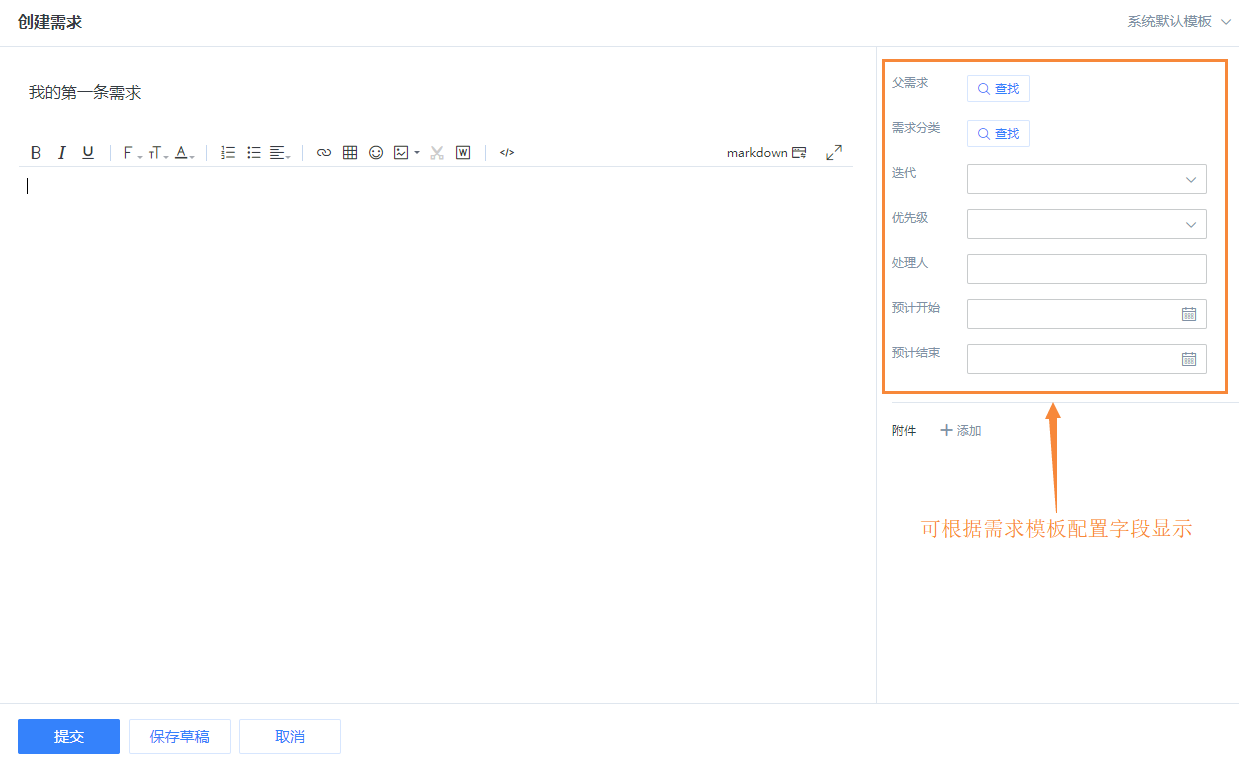 创建需求
系统默认模板
我的第一条需求
B I U F TT A markdown
W </>
父需求 查找
需求分类 查找
迭代
优先级
处理人
预计开始
预计结束
附件 添加
可根据需求模板配置字段显示
提交 保存草稿 取消